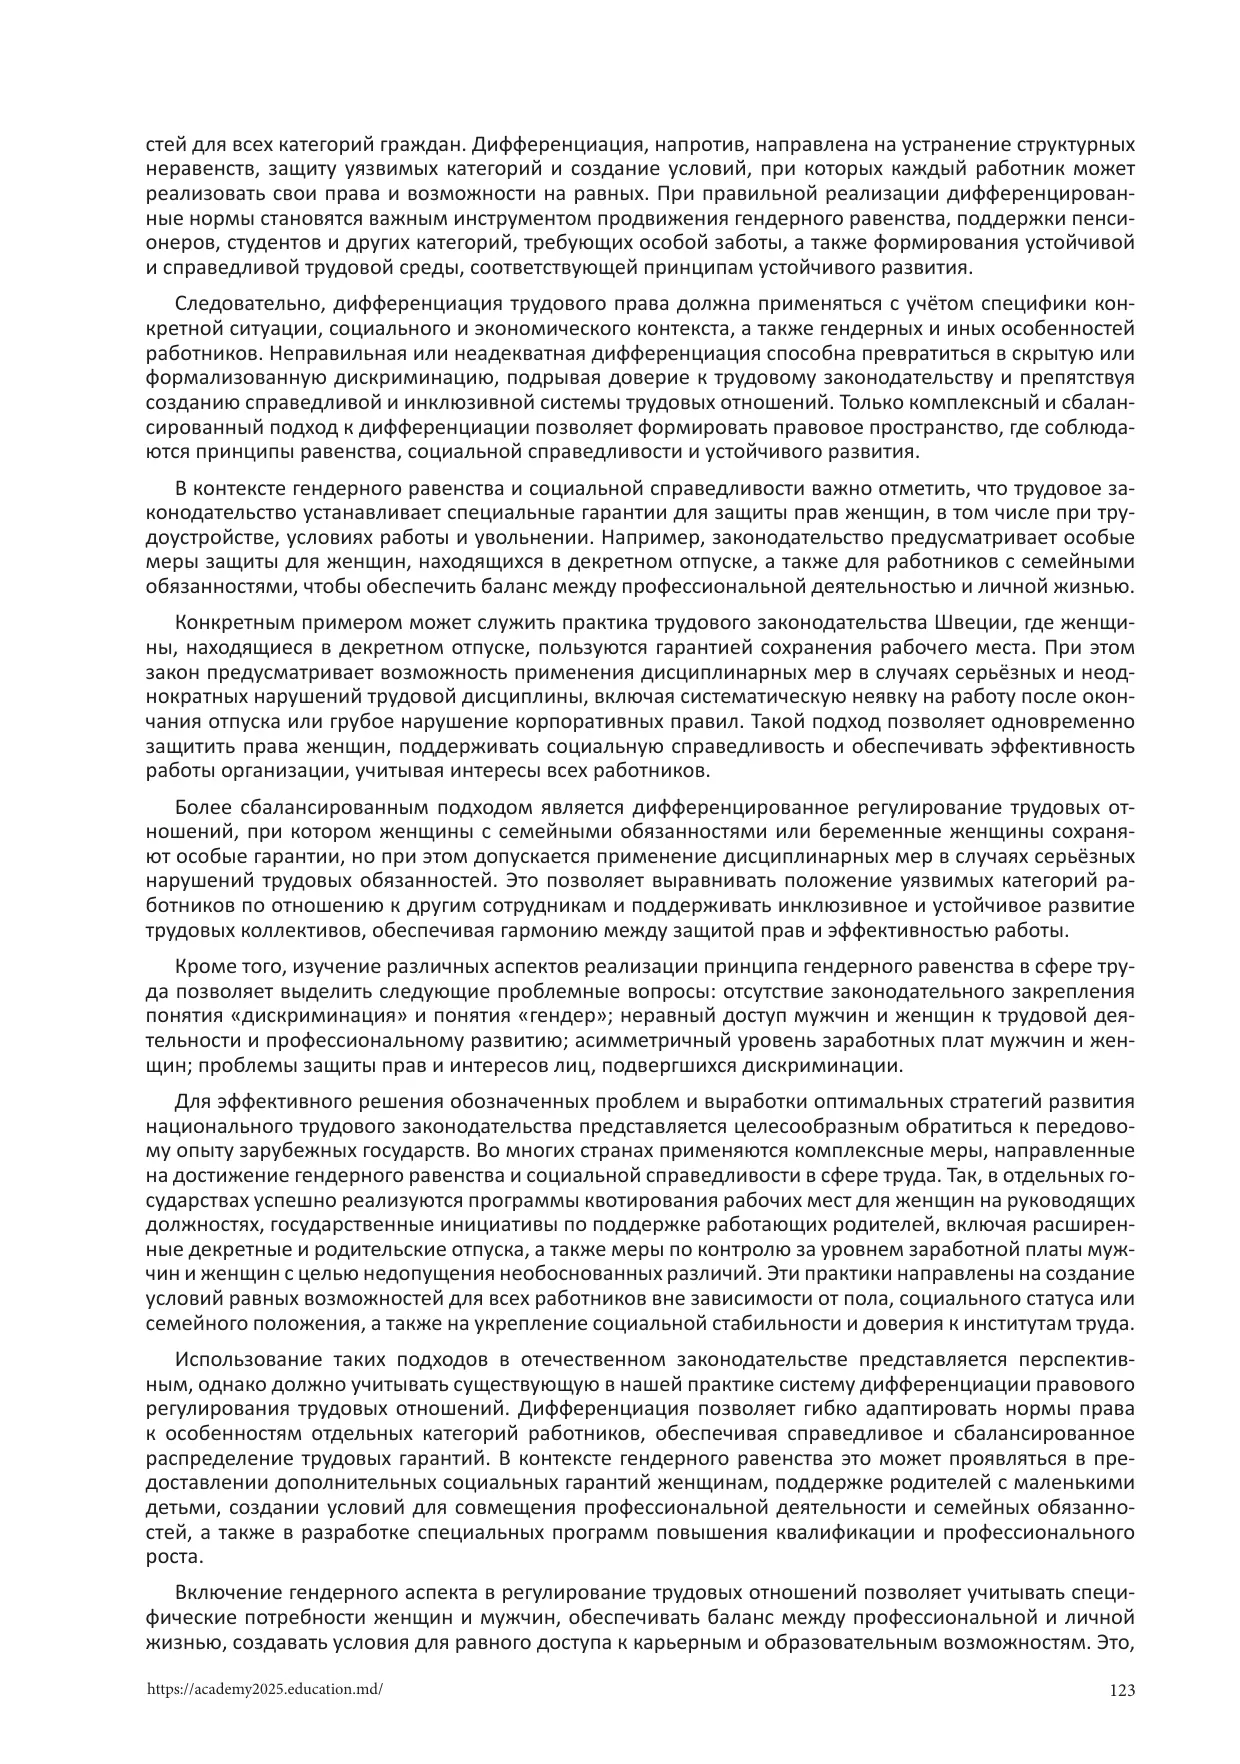 стей для всех категорий граждан. Дифференциация, напротив, направлена на устранение структурных
неравенств, защиту уязвимых категорий и создание условий, при которых каждый работник может
реализовать свои права и возможности на равных. При правильной реализации дифференцирован-
ные нормы становятся важным инструментом продвижения гендерного равенства, поддержки пенси-
онеров, студентов и других категорий, требующих особой заботы, а также формирования устойчивой
и справедливой трудовой среды, соответствующей принципам устойчивого развития.
Следовательно, дифференциация трудового права должна применяться с учётом специфики кон-
кретной ситуации, социального и экономического контекста, а также гендерных и иных особенностей
работников. Неправильная или неадекватная дифференциация способна превратиться в скрытую или
формализованную дискриминацию, подрывая доверие к трудовому законодательству и препятствуя
созданию справедливой и инклюзивной системы трудовых отношений. Только комплексный и сбалан-
сированный подход к дифференциации позволяет формировать правовое пространство, где соблюда-
ются принципы равенства, социальной справедливости и устойчивого развития.
В контексте гендерного равенства и социальной справедливости важно отметить, что трудовое за-
конодательство устанавливает специальные гарантии для защиты прав женщин, в том числе при тру-
доустройстве, условиях работы и увольнении. Например, законодательство предусматривает особые
меры защиты для женщин, находящихся в декретном отпуске, а также для работников с семейными
обязанностями, чтобы обеспечить баланс между профессиональной деятельностью и личной жизнью.
Конкретным примером может служить практика трудового законодательства Швеции, где женщи-
ны, находящиеся в декретном отпуске, пользуются гарантией сохранения рабочего места. При этом
закон предусматривает возможность применения дисциплинарных мер в случаях серьёзных и неод-
нократных нарушений трудовой дисциплины, включая систематическую неявку на работу после окон-
чания отпуска или грубое нарушение корпоративных правил. Такой подход позволяет одновременно
защитить права женщин, поддерживать социальную справедливость и обеспечивать эффективность
работы организации, учитывая интересы всех работников.
Более сбалансированным подходом является дифференцированное регулирование трудовых от-
ношений, при котором женщины с семейными обязанностями или беременные женщины сохраня-
ют особые гарантии, но при этом допускается применение дисциплинарных мер в случаях серьёзных
нарушений трудовых обязанностей. Это позволяет выравнивать положение уязвимых категорий ра-
ботников по отношению к другим сотрудникам и поддерживать инклюзивное и устойчивое развитие
трудовых коллективов, обеспечивая гармонию между защитой прав и эффективностью работы.
Кроме того, изучение различных аспектов реализации принципа гендерного равенства в сфере тру-
да позволяет выделить следующие проблемные вопросы: отсутствие законодательного закрепления
понятия «дискриминация» и понятия «гендер»; неравный доступ мужчин и женщин к трудовой дея-
тельности и профессиональному развитию; асимметричный уровень заработных плат мужчин и жен-
щин; проблемы защиты прав и интересов лиц, подвергшихся дискриминации.
Для эффективного решения обозначенных проблем и выработки оптимальных стратегий развития
национального трудового законодательства представляется целесообразным обратиться к передово-
му опыту зарубежных государств. Во многих странах применяются комплексные меры, направленные
на достижение гендерного равенства и социальной справедливости в сфере труда. Так, в отдельных го-
сударствах успешно реализуются программы квотирования рабочих мест для женщин на руководящих
должностях, государственные инициативы по поддержке работающих родителей, включая расширен-
ные декретные и родительские отпуска, а также меры по контролю за уровнем заработной платы муж-
чин и женщин с целью недопущения необоснованных различий. Эти практики направлены на создание
условий равных возможностей для всех работников вне зависимости от пола, социального статуса или
семейного положения, а также на укрепление социальной стабильности и доверия к институтам труда.
Использование таких подходов в отечественном законодательстве представляется перспектив-
ным, однако должно учитывать существующую в нашей практике систему дифференциации правового
регулирования трудовых отношений. Дифференциация позволяет гибко адаптировать нормы права
к особенностям отдельных категорий работников, обеспечивая справедливое и сбалансированное
распределение трудовых гарантий. В контексте гендерного равенства это может проявляться в пре-
доставлении дополнительных социальных гарантий женщинам, поддержке родителей с маленькими
детьми, создании условий для совмещения профессиональной деятельности и семейных обязанно-
стей, а также в разработке специальных программ повышения квалификации и профессионального
роста.
Включение гендерного аспекта в регулирование трудовых отношений позволяет учитывать специ-
фические потребности женщин и мужчин, обеспечивать баланс между профессиональной и личной
жизнью, создавать условия для равного доступа к карьерным и образовательным возможностям. Это,
https://academy2025.education.md/
123